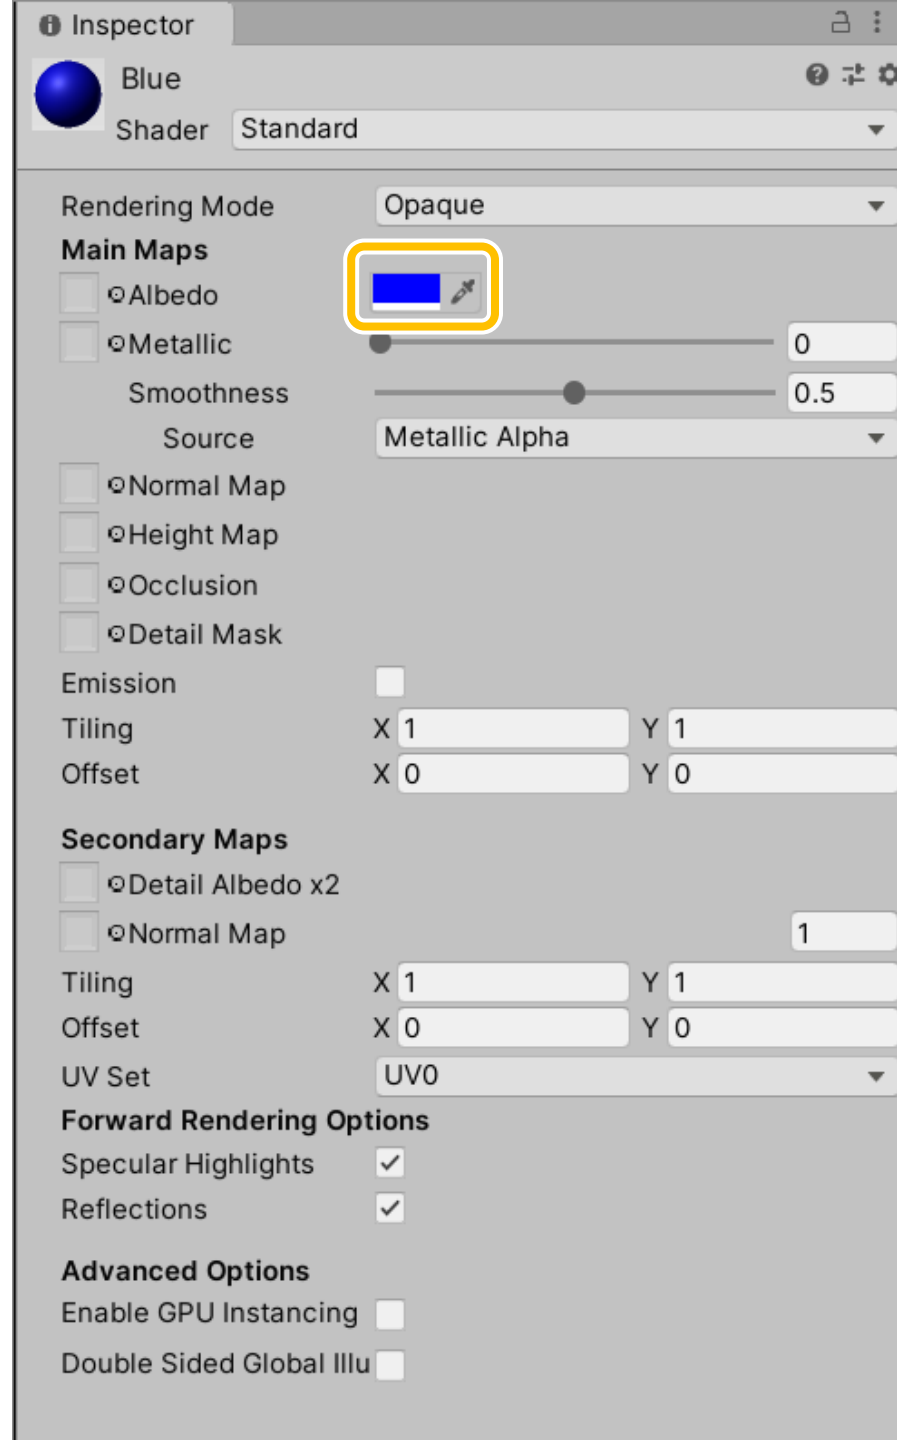 Inspector
Blue
Shader Standard
Rendering Mode Opaque
Main Maps
Albedo
Metallic 0
Smoothness 0.5
Source Metallic Alpha
Normal Map
Height Map
Occlusion
Detail Mask
Emission
Tiling X 1 Y 1
Offset X 0 Y 0
Secondary Maps
Detail Albedo x2
Normal Map 1
Tiling X 1 Y 1
Offset X 0 Y 0
UV Set UV0
Forward Rendering Options
Specular Highlights
Reflections
Advanced Options
Enable GPU Instancing
Double Sided Global Illu